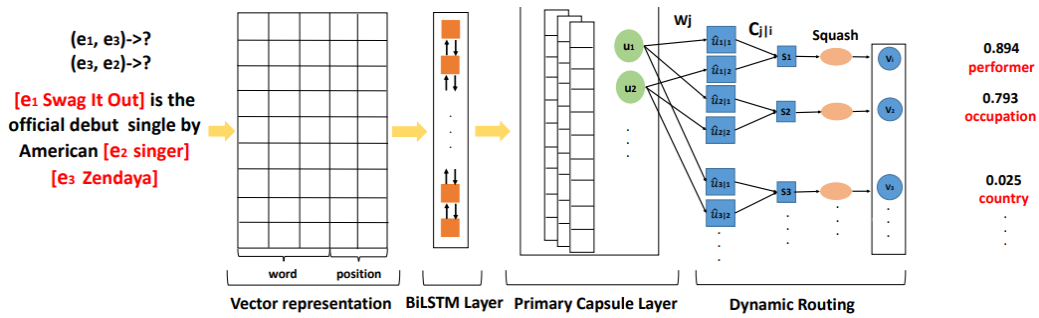 (e₁, e₃)->?
(e₃, e₂)->?
[e₁ Swag It Out] is the
official debut single by
American [e₂ singer]
[e₃ Zendaya]
word
position
Vector representation
BiLSTM Layer
u₁
u₂
Primary Capsule Layer
Wⱼ
Cⱼ|ᵢ
Squash
û₁|₁
û₁|₂
û₂|₁
û₂|₂
û₃|₁
û₃|₂
S1
S2
S3
V₁
V₂
V₃
Dynamic Routing
0.894
performer
0.793
occupation
0.025
country